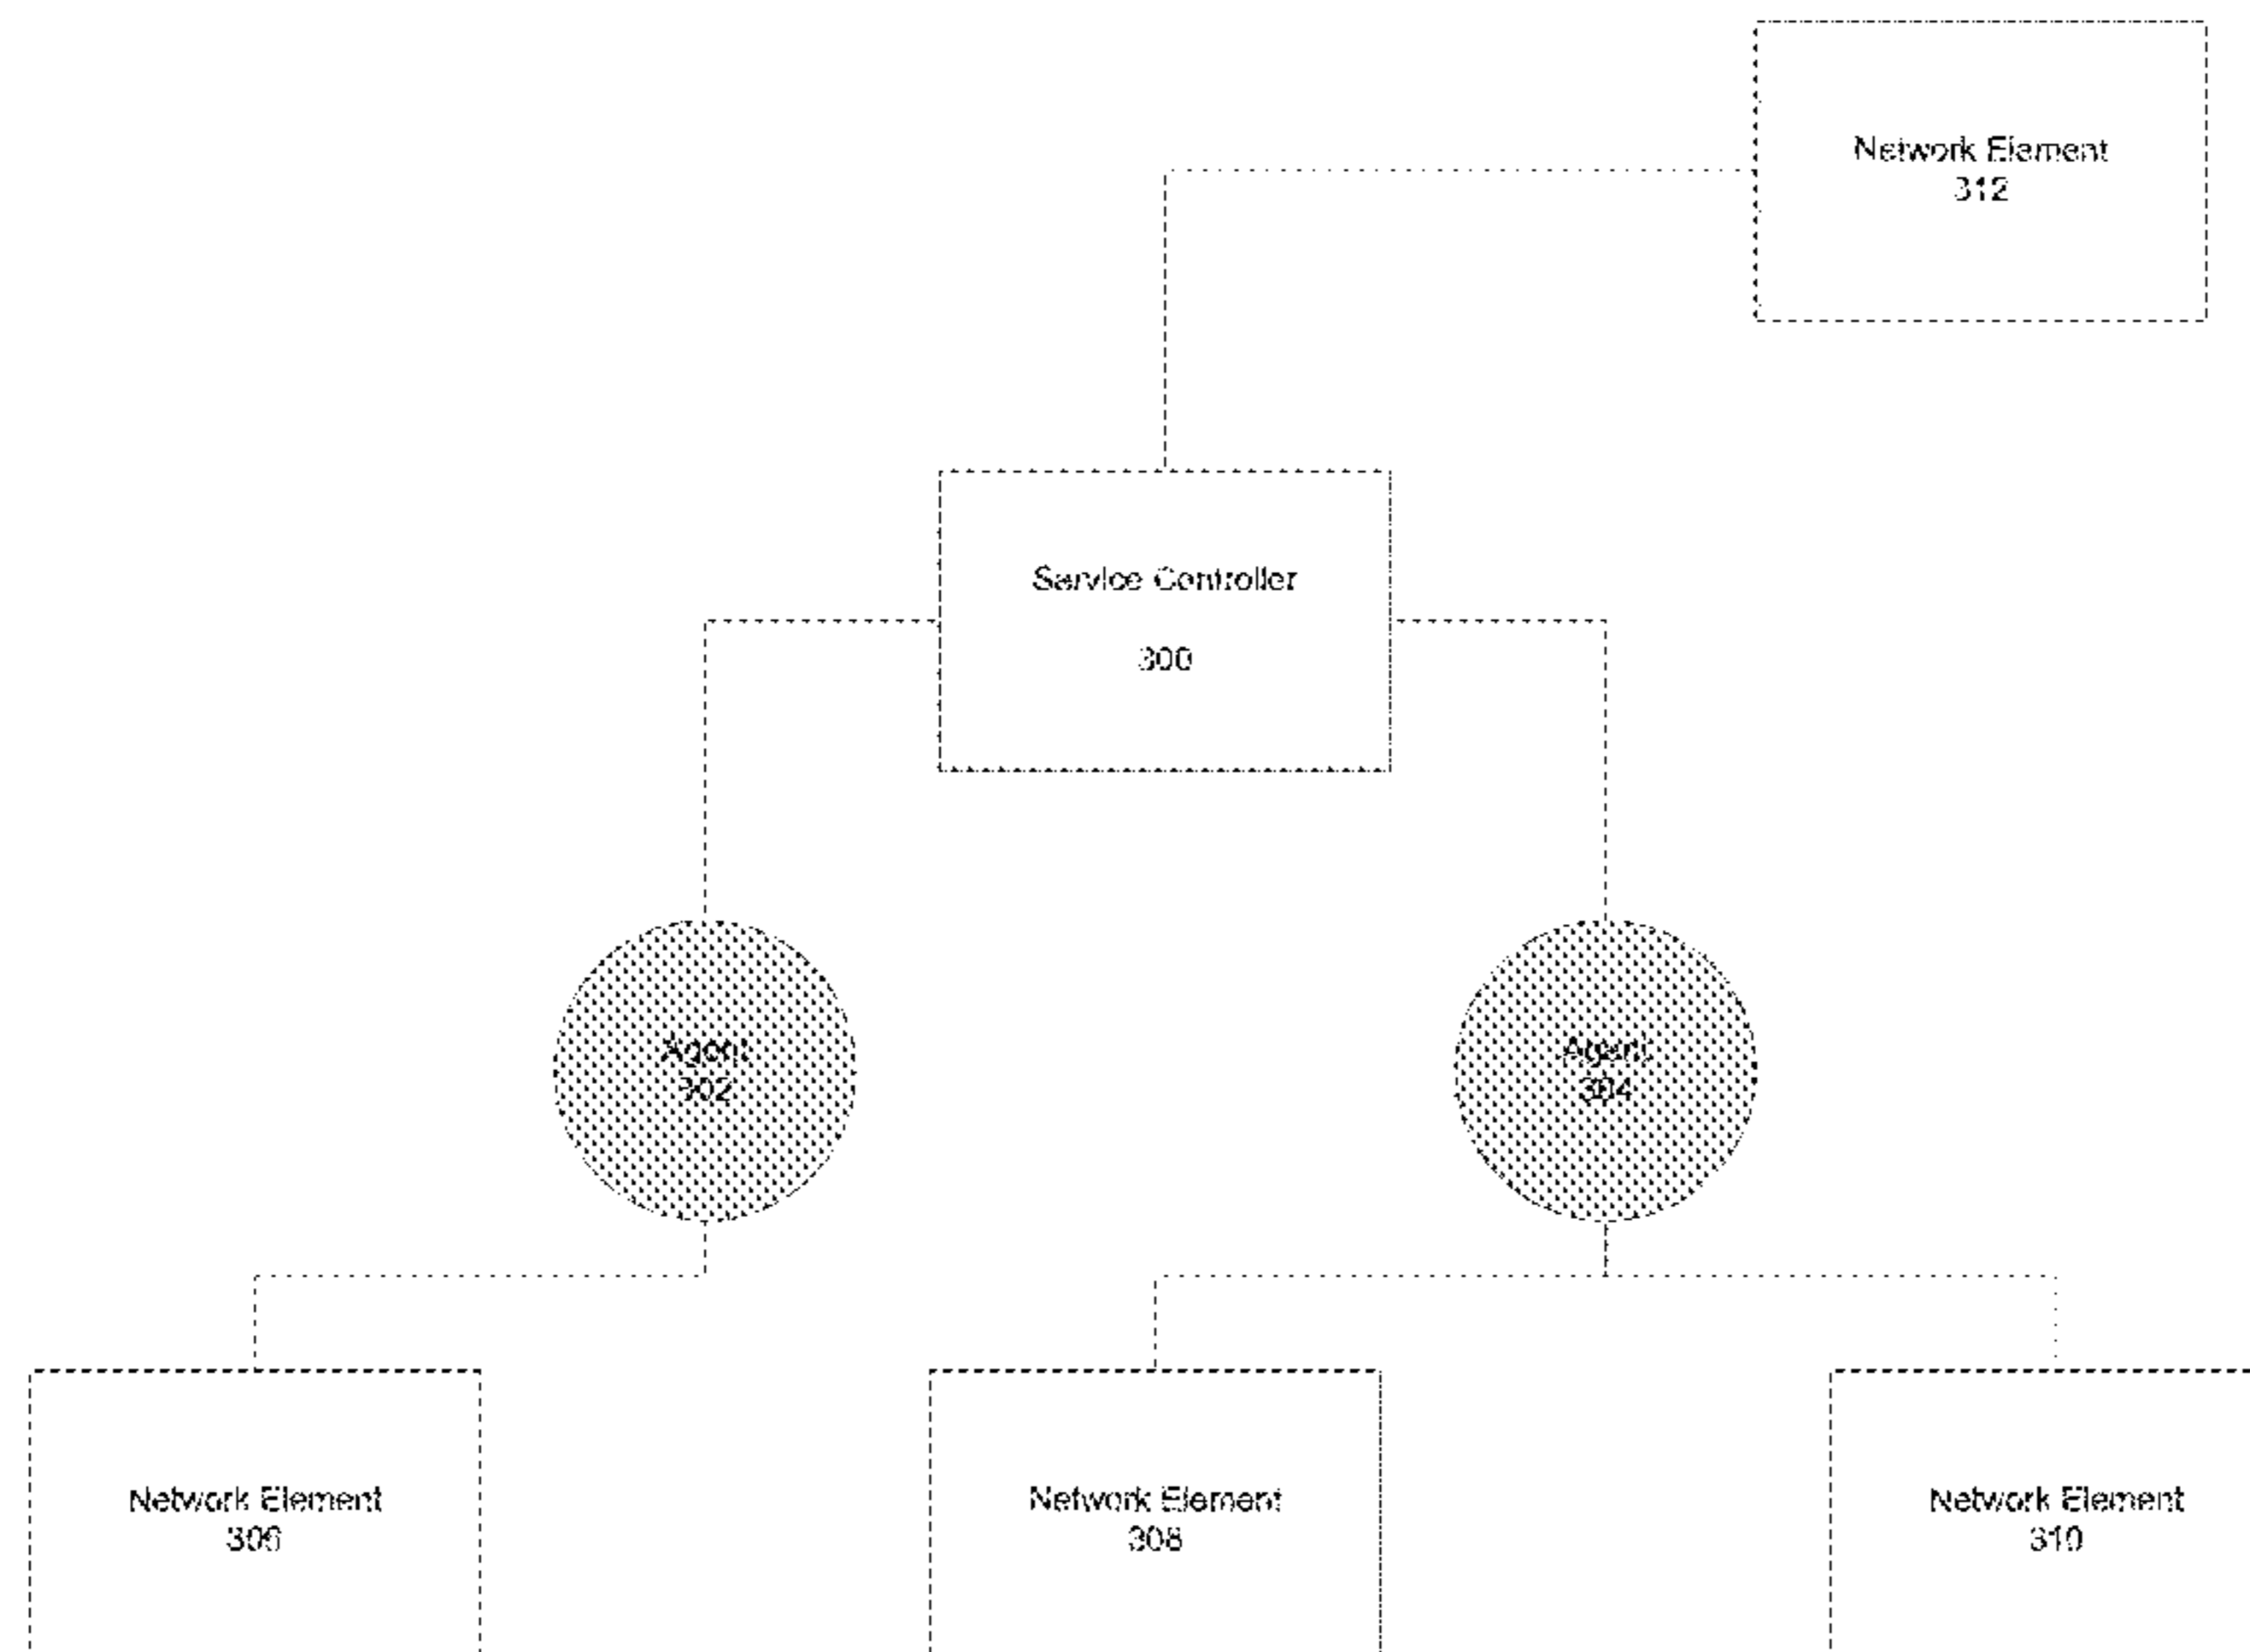 Network Element
312
Service Controller
300
Agent
302
Agent
304
Network Element
306
Network Element
308
Network Element
310